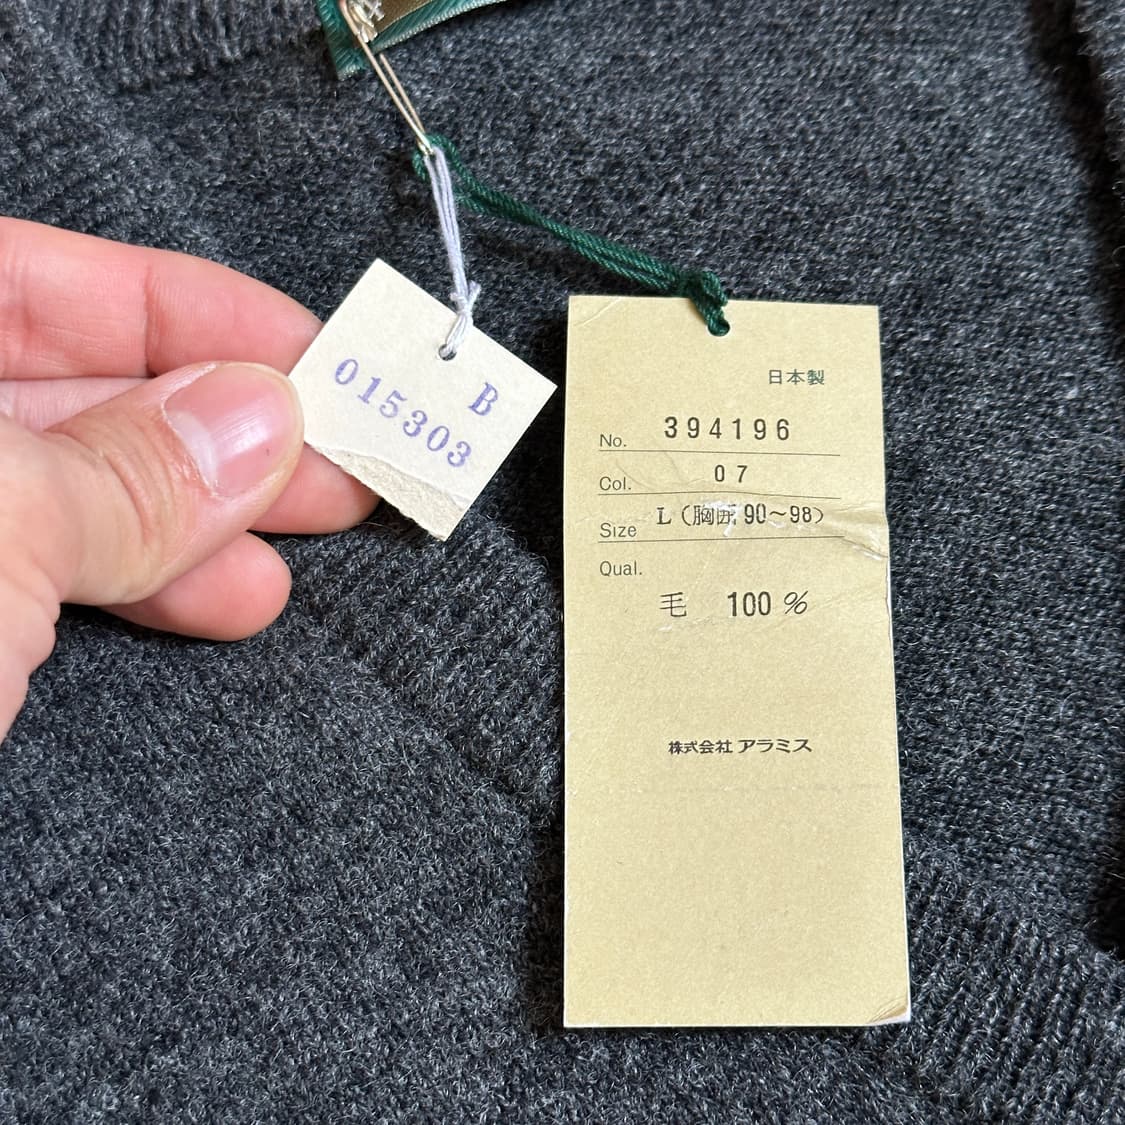 B
015303
日本製
No. 394196
Col. 07
Size L (胸囲 90～98)
Qual.
毛 100%
株式会社 アラミス